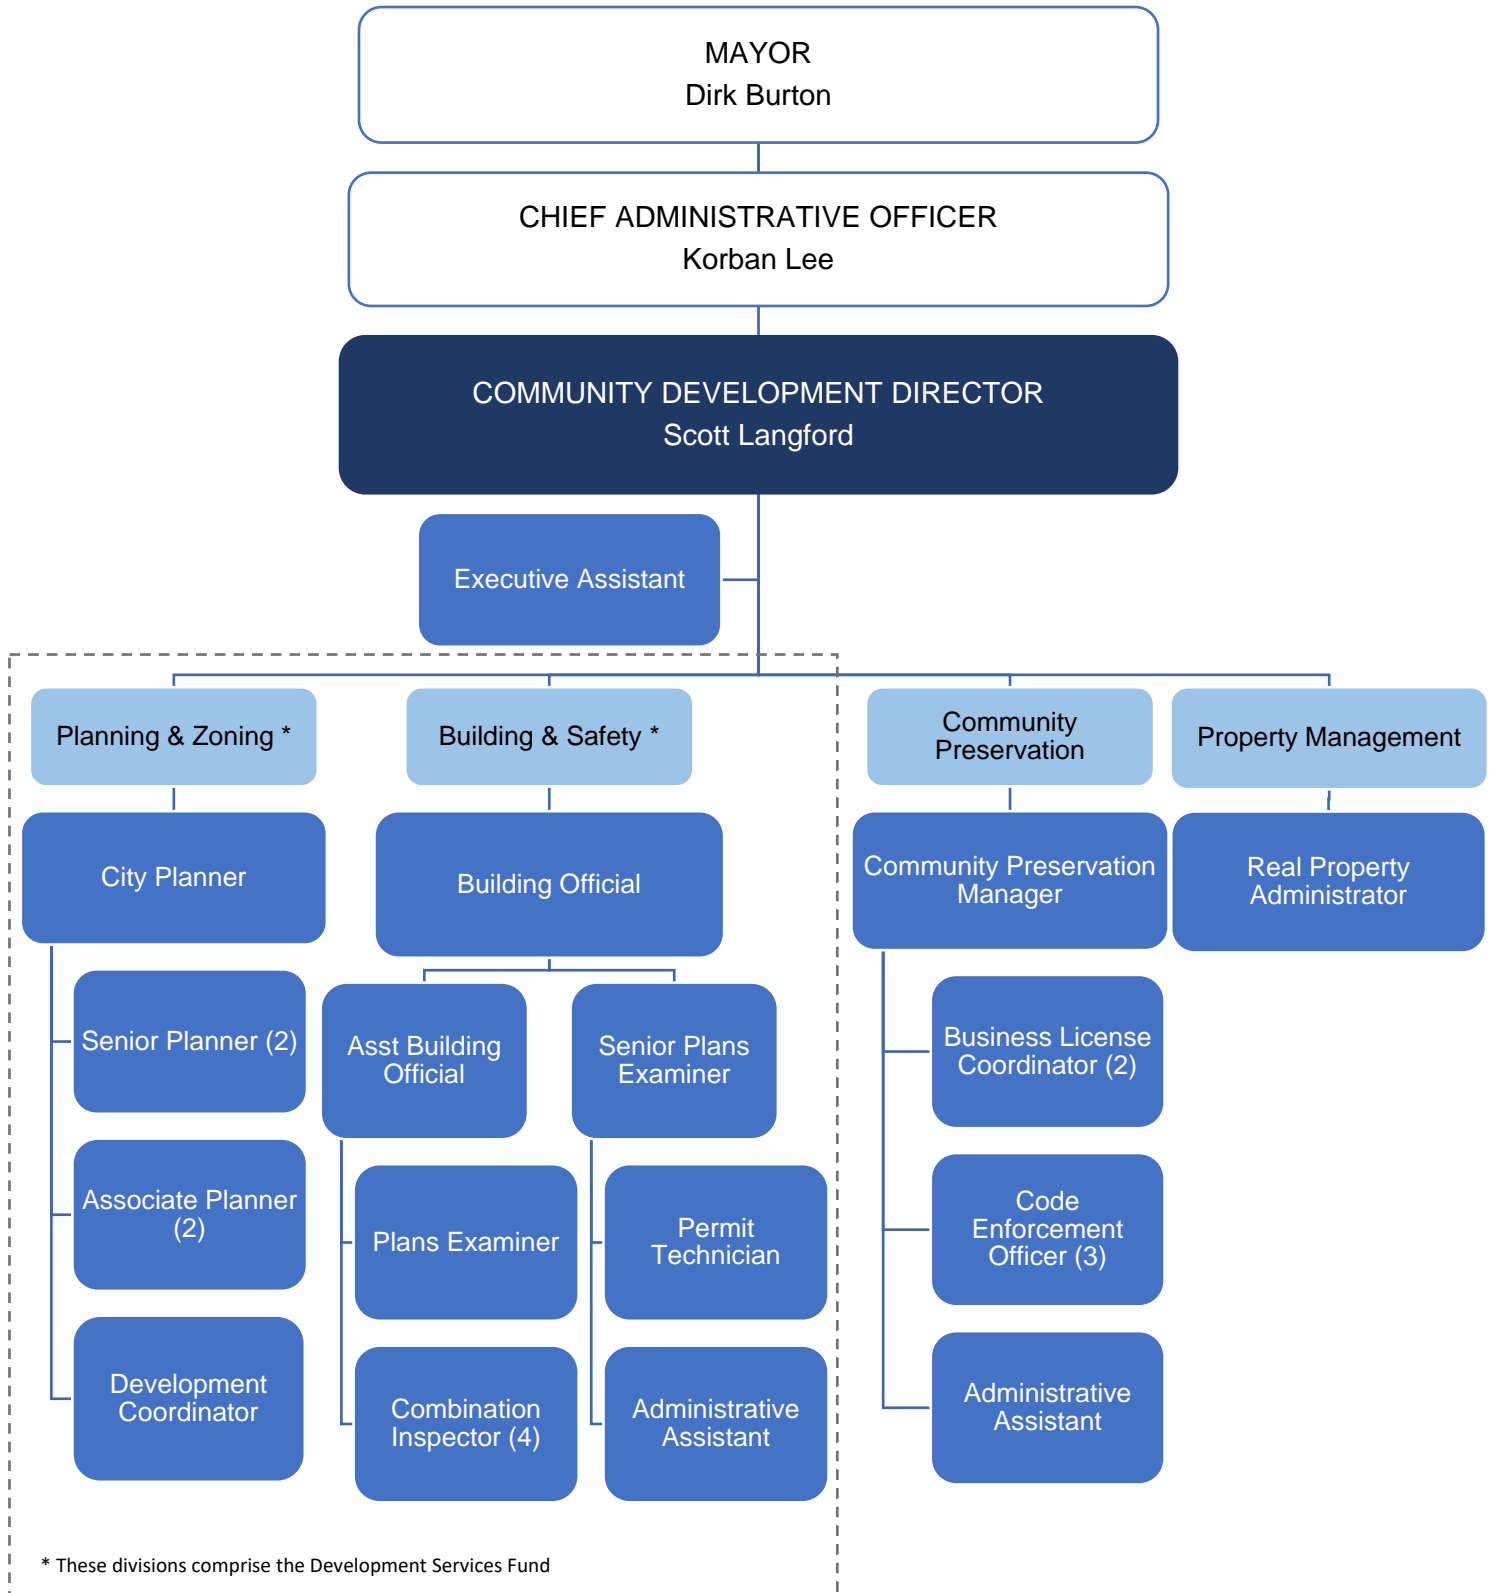 MAYOR
Dirk Burton
CHIEF ADMINISTRATIVE OFFICER
Korban Lee
COMMUNITY DEVELOPMENT DIRECTOR
Scott Langford
Executive Assistant
Planning & Zoning *
City Planner
Senior Planner (2)
Associate Planner
(2)
Development
Coordinator
Building & Safety *
Building Official
Asst Building
Official
Plans Examiner
Combination
Inspector (4)
Senior Plans
Examiner
Permit
Technician
Administrative
Assistant
Community
Preservation
Community Preservation
Manager
Business License
Coordinator (2)
Code
Enforcement
Officer (3)
Administrative
Assistant
Property Management
Real Property
Administrator
* These divisions comprise the Development Services Fund